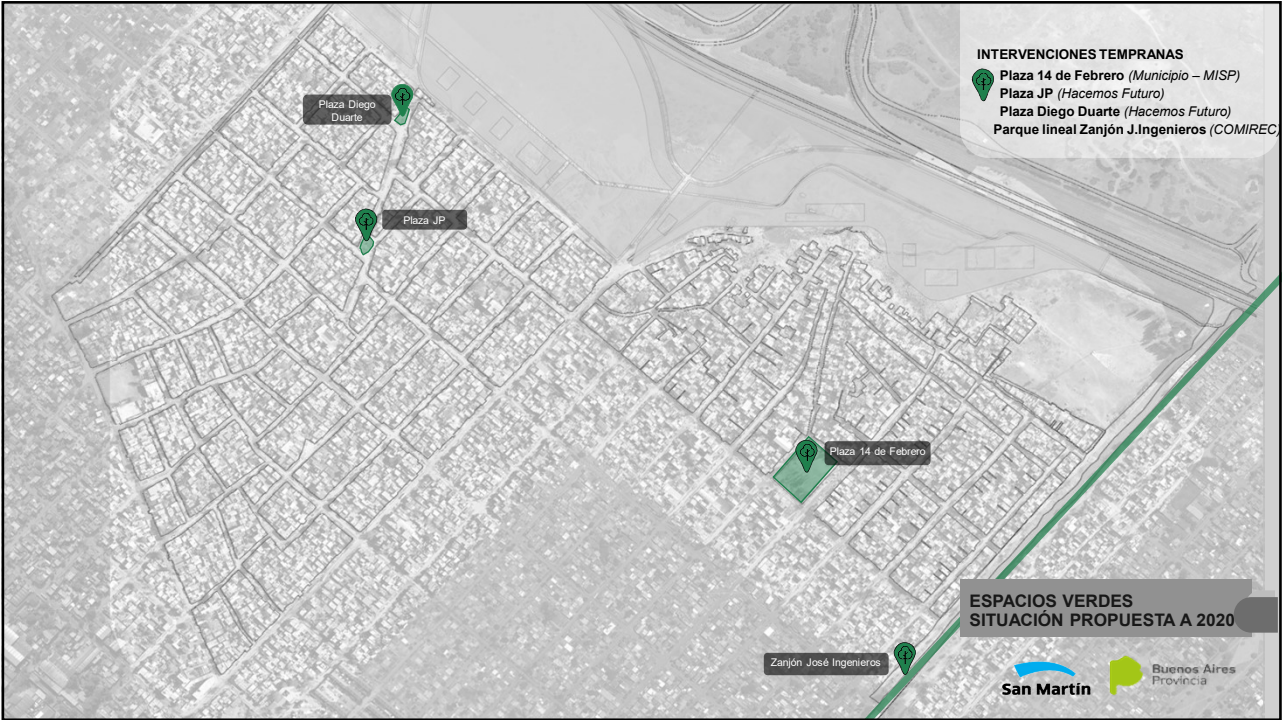 INTERVENCIONES TEMPRANAS
Plaza 14 de Febrero (Municipio – MISP)
Plaza JP (Hacemos Futuro)
Plaza Diego Duarte (Hacemos Futuro)
Parque lineal Zanjón J.Ingenieros (COMIREC)
Plaza Diego
Duarte
Plaza JP
Plaza 14 de Febrero
Zanjón José Ingenieros
ESPACIOS VERDES
SITUACIÓN PROPUESTA A 2020
San Martín
Buenos Aires
Provincia